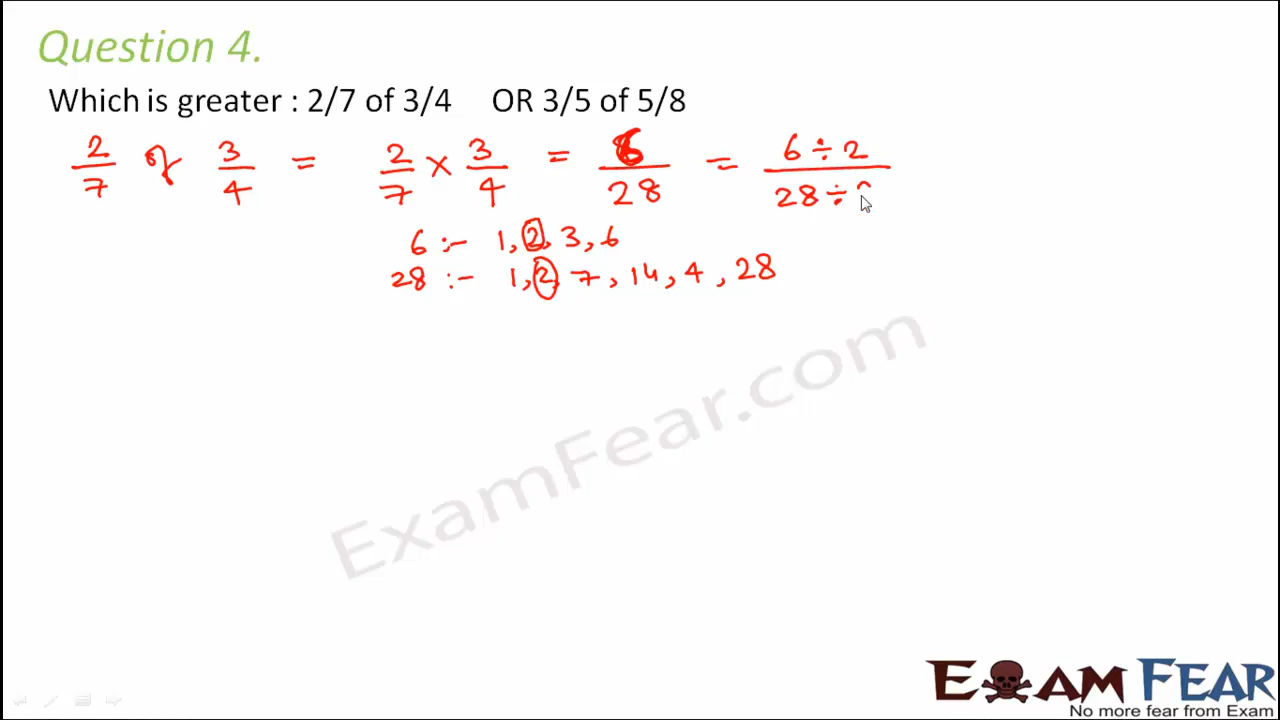 Question 4.
Which is greater : 2/7 of 3/4 OR 3/5 of 5/8
2/7 of 3/4 = 2/7 × 3/4 = 6/28 = 6÷2/28÷
6 :- 1, 2, 3, 6
28 :- 1, 2, 7, 14, 4, 28
ExamFear.com
EXAM FEAR
No more fear from Exam